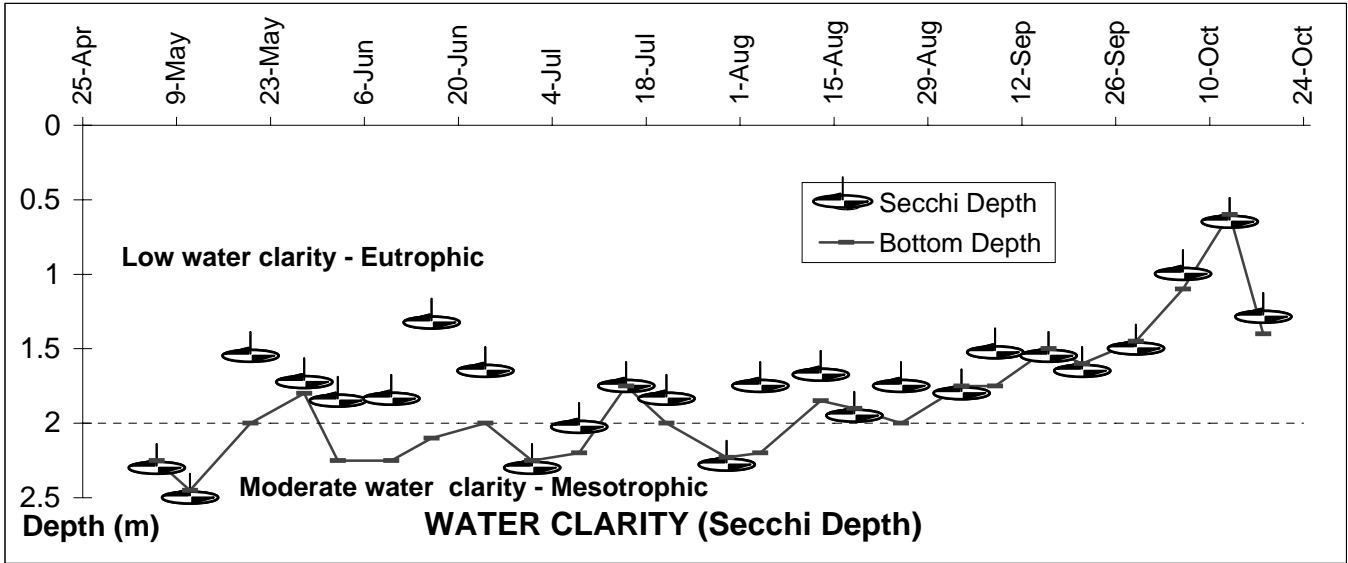 25-Apr
9-May
23-May
6-Jun
20-Jun
4-Jul
18-Jul
1-Aug
15-Aug
29-Aug
12-Sep
26-Sep
10-Oct
24-Oct
0
0.5
1
1.5
2
2.5
Secchi Depth
Bottom Depth
Low water clarity - Eutrophic
Moderate water clarity - Mesotrophic
Depth (m)
WATER CLARITY (Secchi Depth)